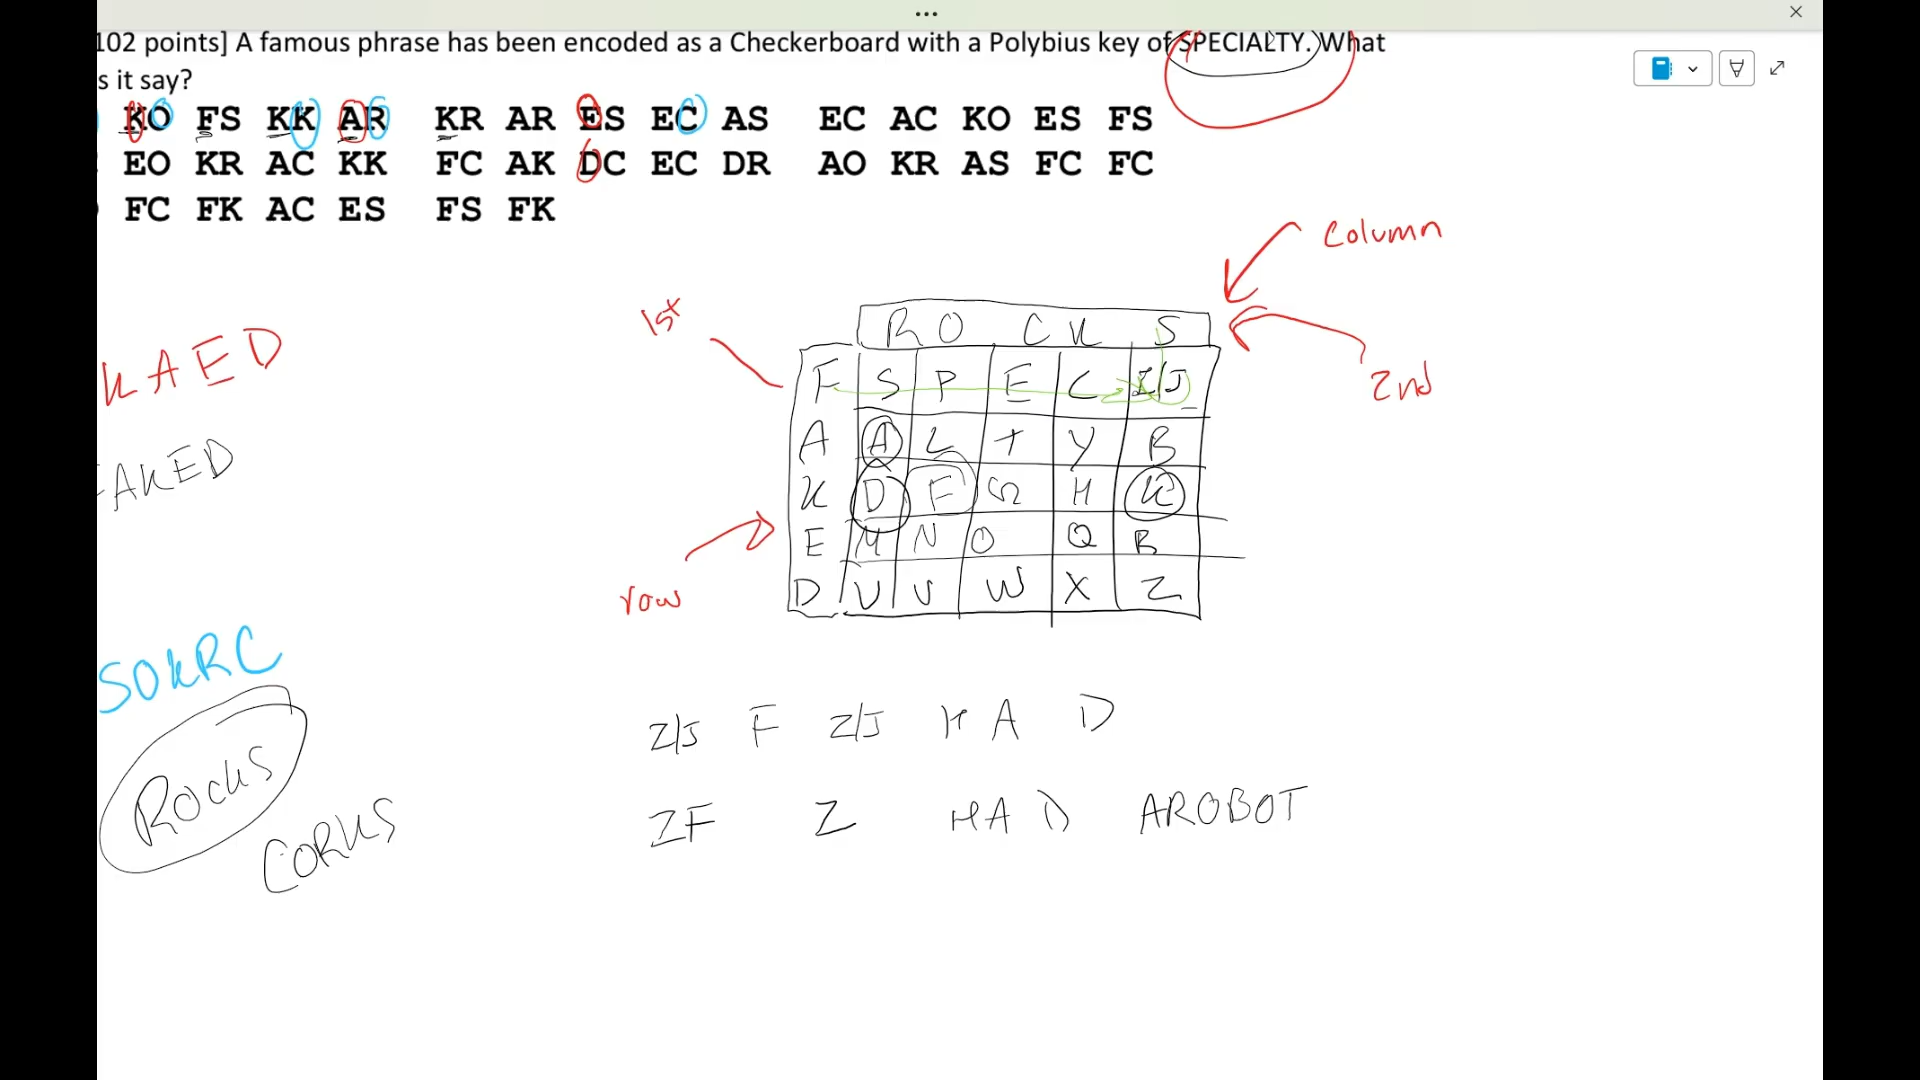 102 points] A famous phrase has been encoded as a Checkerboard with a Polybius key of SPECIALTY. What
s it say?
KO FS KK AR KR AR ES EC AS EC AC KO ES FS
EO KR AC KK FC AK DC EC DR AO KR AS FC FC
FC FK AC ES FS FK
Column
1st
2nd
R O C K S
F S P E C I/J
A A L T Y B
K D F G H K
E M N O Q R
D U V W X Z
row
KAED
FAKED
SOKRC
ROCKS
CORKS
I/J F I/J H A D
IF I HAD AROBOT